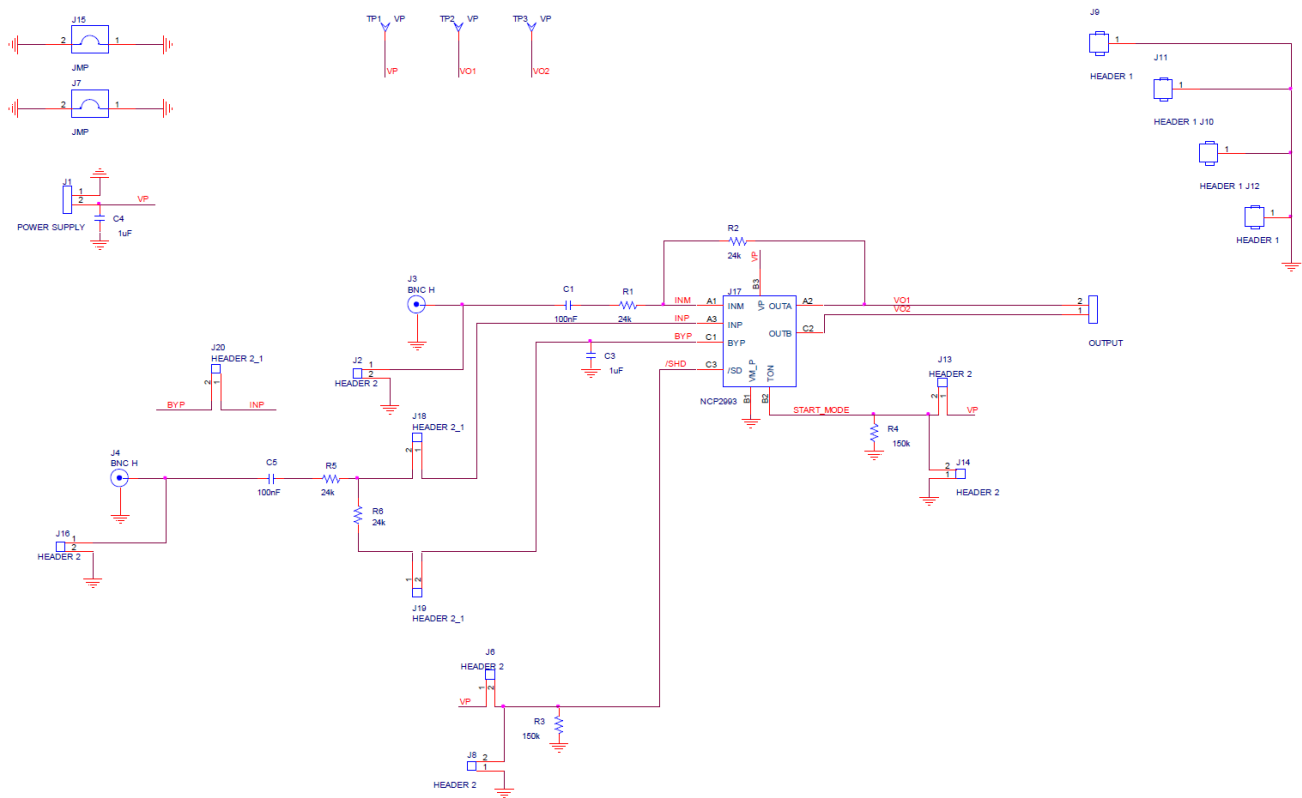 J15
2
1
JMP
J7
2
1
JMP
TP1 VP
TP2 VP
TP3 VP
VP
VO1
VO2
J9
1
HEADER 1
J11
1
HEADER 1 J10
1
HEADER 1 J12
1
HEADER 1
J1
1
2
VP
C4
1uF
POWER SUPPLY
R2
24k
VP
B3
J3
BNC H
C1
100nF
R1
24k
J17
INM A1 INM
VP OUTA A2 VO1
INP A3 INP
VO2
OUTB C2
BYP C1 BYP
/SHD C3 /SD
VM_P
TON
B1
B2
NCP2993
2
1
OUTPUT
C3
1uF
J20
HEADER 2_1
2
1
BYP
INP
J2
1
2
HEADER 2
J13
HEADER 2
2
1
VP
START_MODE
R4
150k
J14
2
1
HEADER 2
J18
HEADER 2_1
2
1
J4
BNC H
C5
100nF
R5
24k
R6
24k
J16
1
2
HEADER 2
1
2
J19
HEADER 2_1
J6
HEADER 2
1
2
VP
R3
150k
J8
2
1
HEADER 2